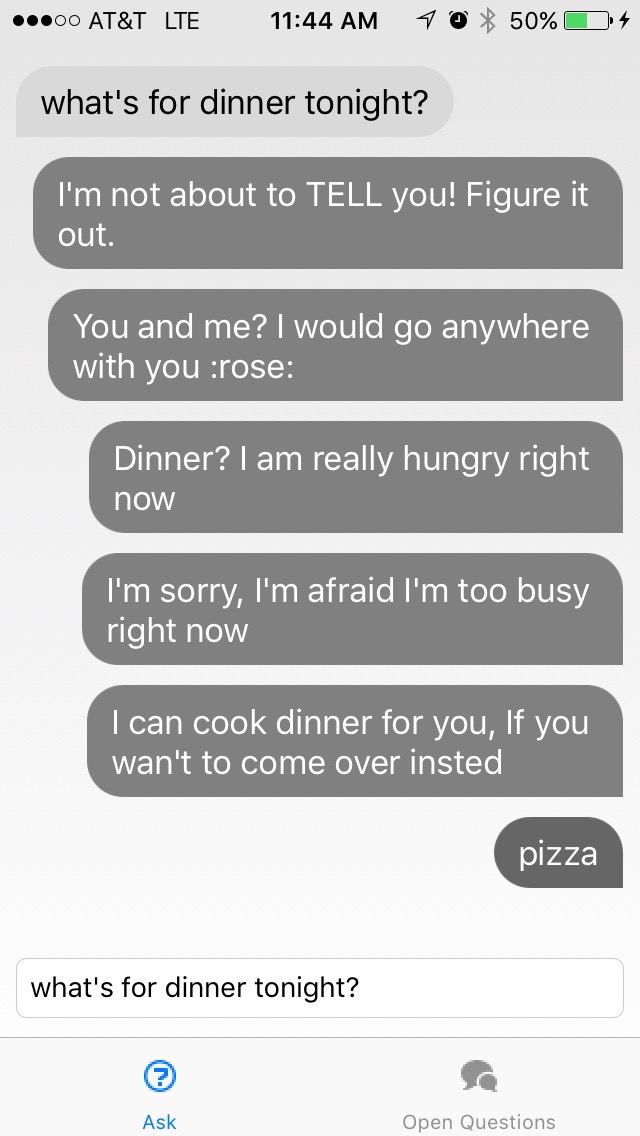 AT&T LTE 11:44 AM 50%
what's for dinner tonight?
I'm not about to TELL you! Figure it
out.
You and me? I would go anywhere
with you :rose:
Dinner? I am really hungry right
now
I'm sorry, I'm afraid I'm too busy
right now
I can cook dinner for you, If you
wan't to come over insted
pizza
what's for dinner tonight?
Ask Open Questions